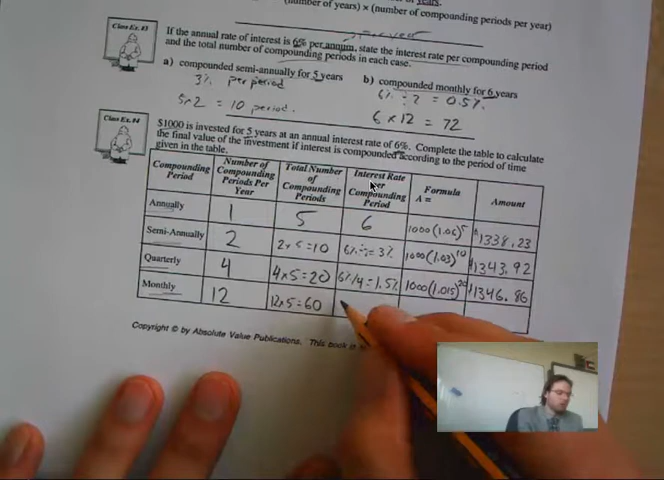 (number of years) × (number of compounding periods per year)
Class Ex. #3
If the annual rate of interest is 6% per annum, state the interest rate per compounding period
and the total number of compounding periods in each case.
a) compounded semi-annually for 5 years
b) compounded monthly for 6 years
3% per period
6% ÷ 2 = 0.5%
5×2 = 10 period.
6 × 12 = 72
Class Ex. #4
$1000 is invested for 5 years at an annual interest rate of 6%. Complete the table to calculate
the final value of the investment if interest is compounded according to the period of time
given in the table.
Compounding Period
Number of Compounding Periods Per Year
Total Number of Compounding Periods
Interest Rate per Compounding Period
Formula A =
Amount
Annually 1 5 6 1000(1.06)^5 $1338.23
Semi-Annually 2 2×5=10 6%÷2=3% 1000(1.03)^10 $1343.92
Quarterly 4 4×5=20 6%/4=1.5% 1000(1.015)^20 $1346.86
Monthly 12 12×5=60
Copyright © by Absolute Value Publications. This book is